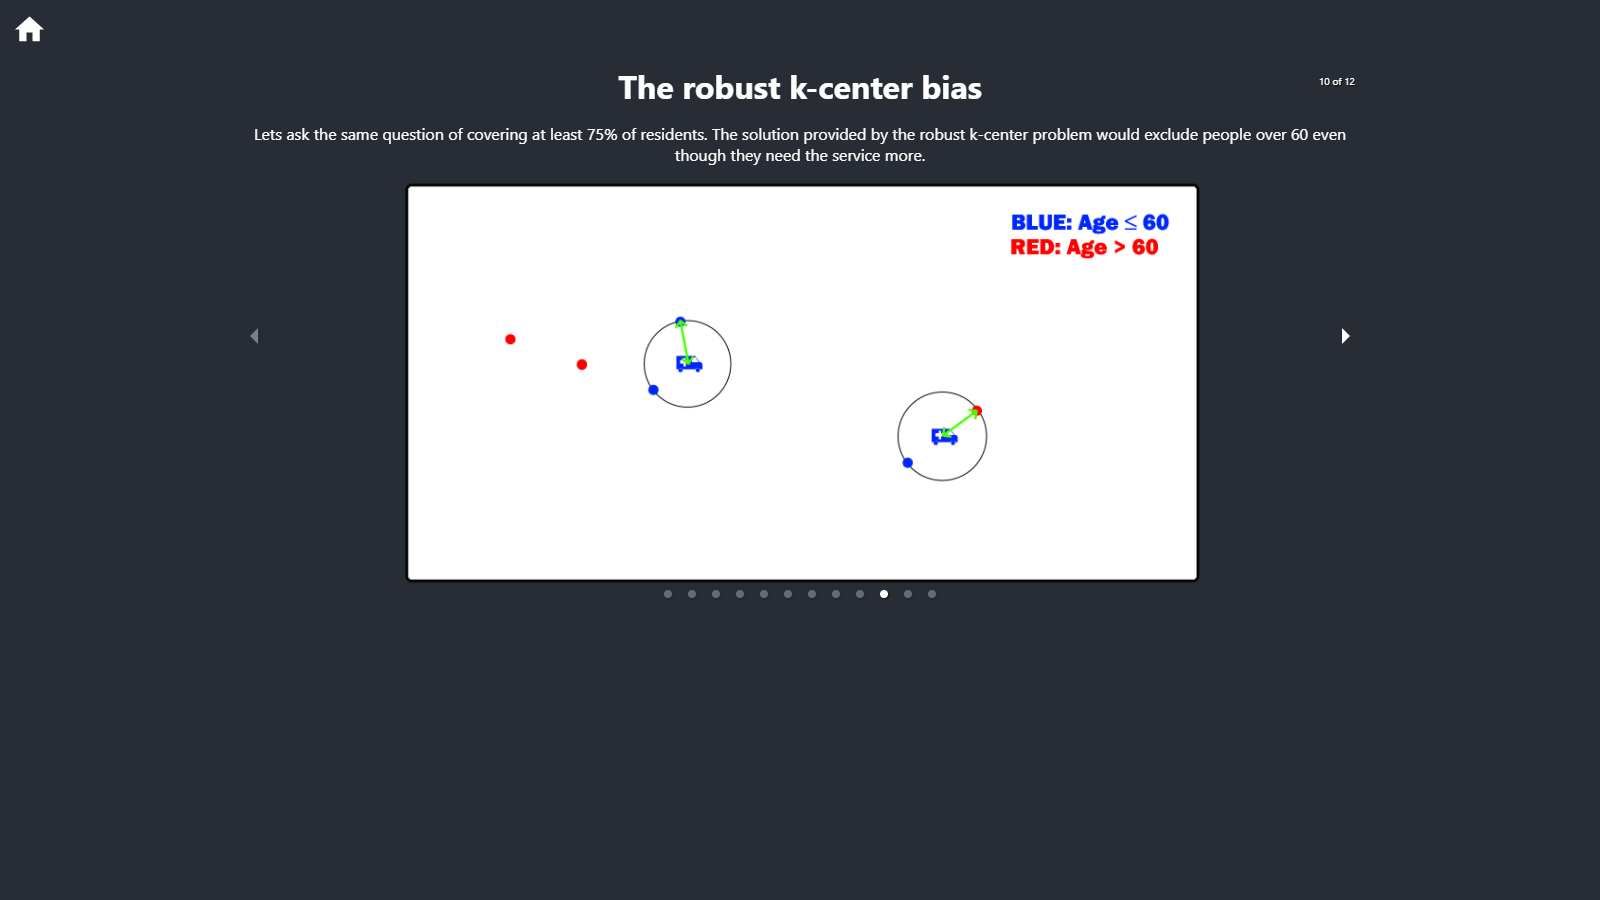 The robust k-center bias
10 of 12
Lets ask the same question of covering at least 75% of residents. The solution provided by the robust k-center problem would exclude people over 60 even
though they need the service more.
BLUE: Age ≤ 60
RED: Age > 60